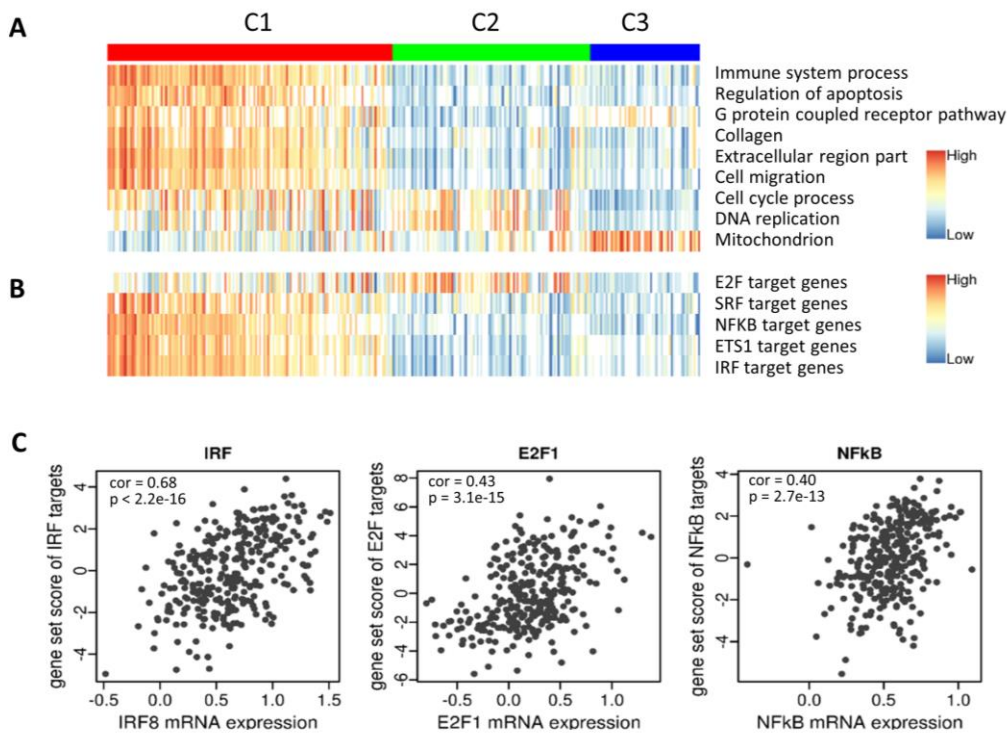 A
C1 C2 C3
Immune system process
Regulation of apoptosis
G protein coupled receptor pathway
Collagen
Extracellular region part
Cell migration
Cell cycle process
DNA replication
Mitochondrion
High
Low
B
E2F target genes
SRF target genes
NFKB target genes
ETS1 target genes
IRF target genes
High
Low
C
IRF
cor = 0.68
p < 2.2e-16
gene set score of IRF targets
4
2
0
-2
-4
-0.5 0.0 0.5 1.0 1.5
IRF8 mRNA expression
E2F1
cor = 0.43
p = 3.1e-15
gene set score of E2F targets
8
6
4
2
0
-2
-4
-6
-0.5 0.0 0.5 1.0
E2F1 mRNA expression
NFkB
cor = 0.40
p = 2.7e-13
gene set score of NFkB targets
4
2
0
-2
-4
0.0 0.5 1.0
NFkB mRNA expression